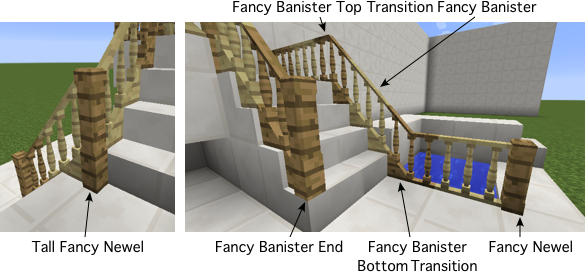 Fancy Banister Top Transition Fancy Banister
Tall Fancy Newel
Fancy Banister End
Fancy Banister
Bottom Transition
Fancy Newel